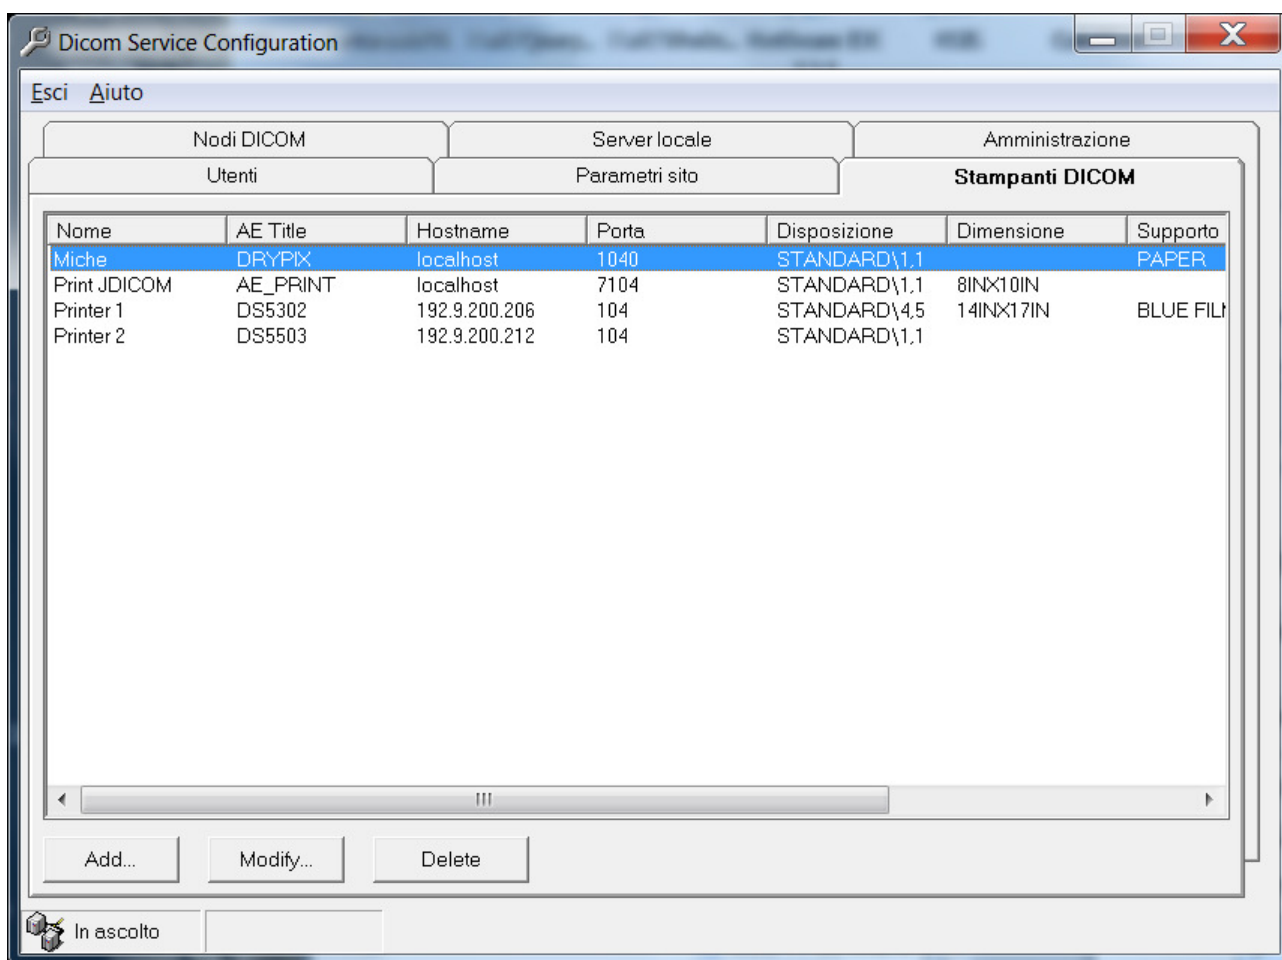 Dicom Service Configuration
Esci Aiuto
Nodi DICOM Server locale Amministrazione
Utenti Parametri sito Stampanti DICOM
Nome AE Title Hostname Porta Disposizione Dimensione Supporto
Miche DRYPIX localhost 1040 STANDARD\1,1 PAPER
Print JDICOM AE_PRINT localhost 7104 STANDARD\1,1 8INX10IN
Printer 1 DS5302 192.9.200.206 104 STANDARD\4,5 14INX17IN BLUE FIL
Printer 2 DS5503 192.9.200.212 104 STANDARD\1,1
Add... Modify... Delete
In ascolto